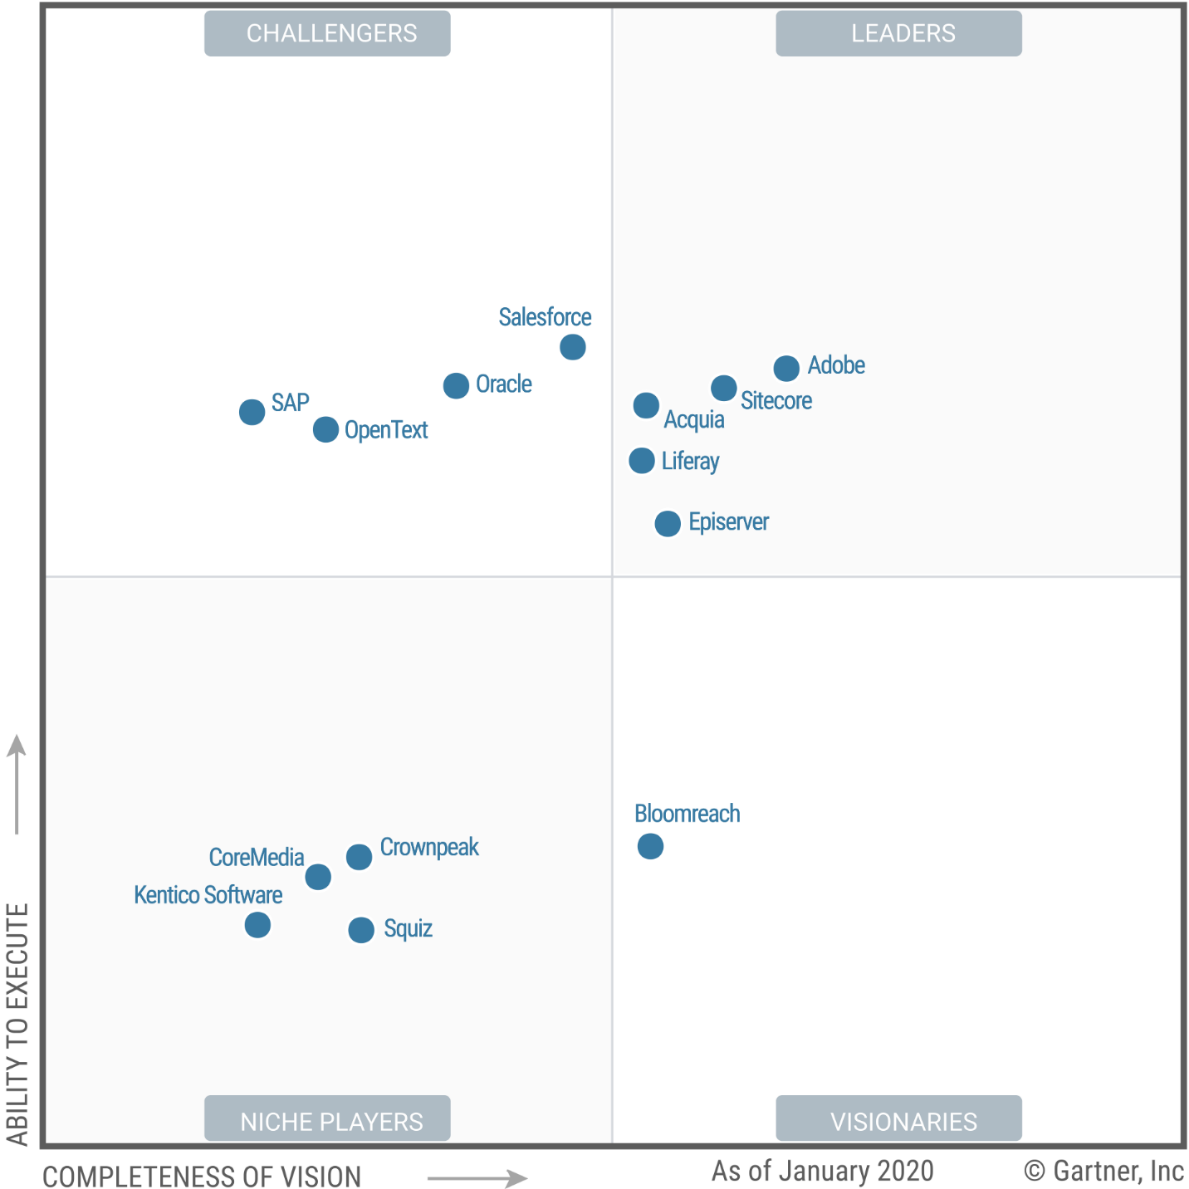 CHALLENGERS
LEADERS
Salesforce
Adobe
Oracle
Sitecore
SAP
Acquia
OpenText
Liferay
Episerver
Bloomreach
Crownpeak
CoreMedia
Kentico Software
Squiz
ABILITY TO EXECUTE
NICHE PLAYERS
VISIONARIES
COMPLETENESS OF VISION
As of January 2020
© Gartner, Inc